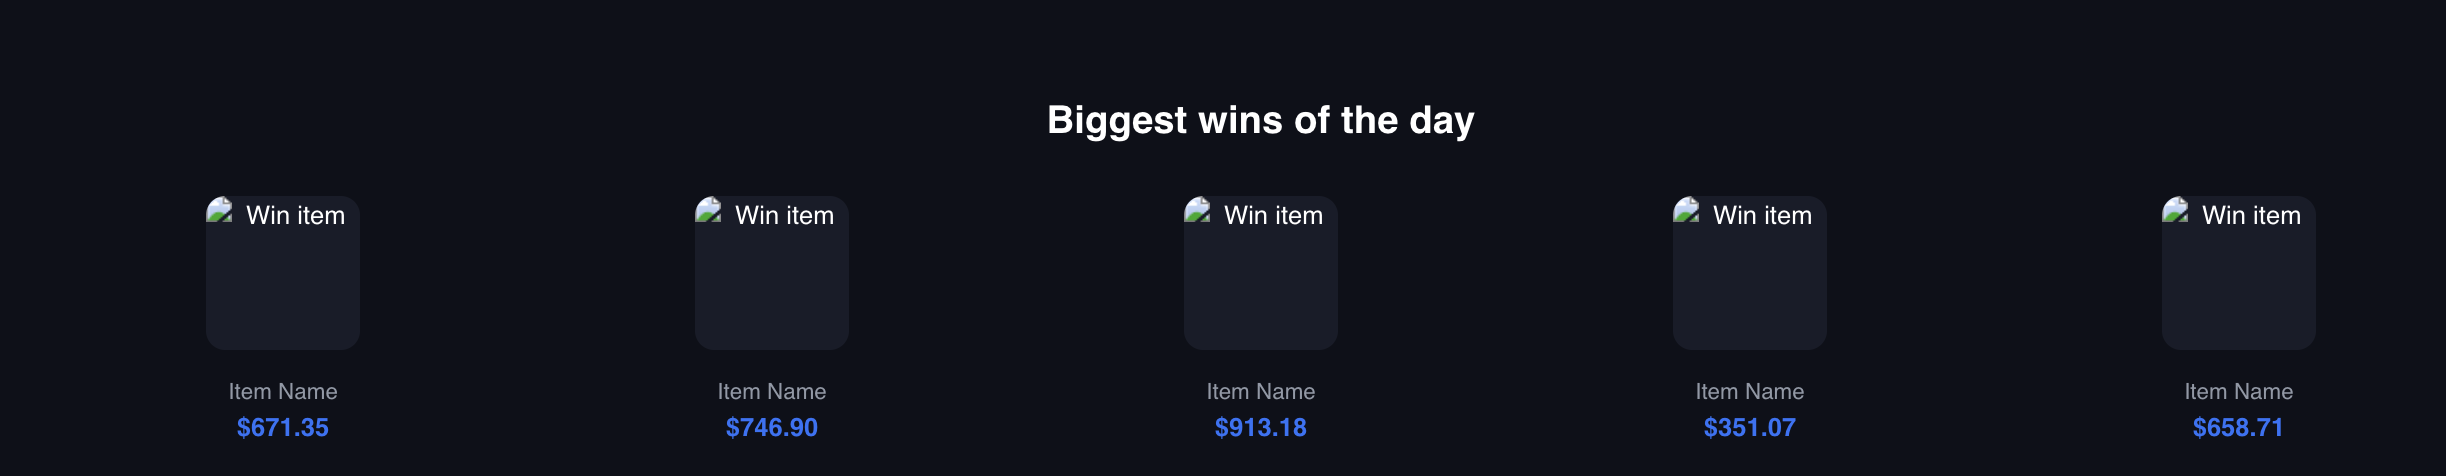 Biggest wins of the day
Win item Win item Win item Win item Win item
Item Name Item Name Item Name Item Name Item Name
$671.35 $746.90 $913.18 $351.07 $658.71